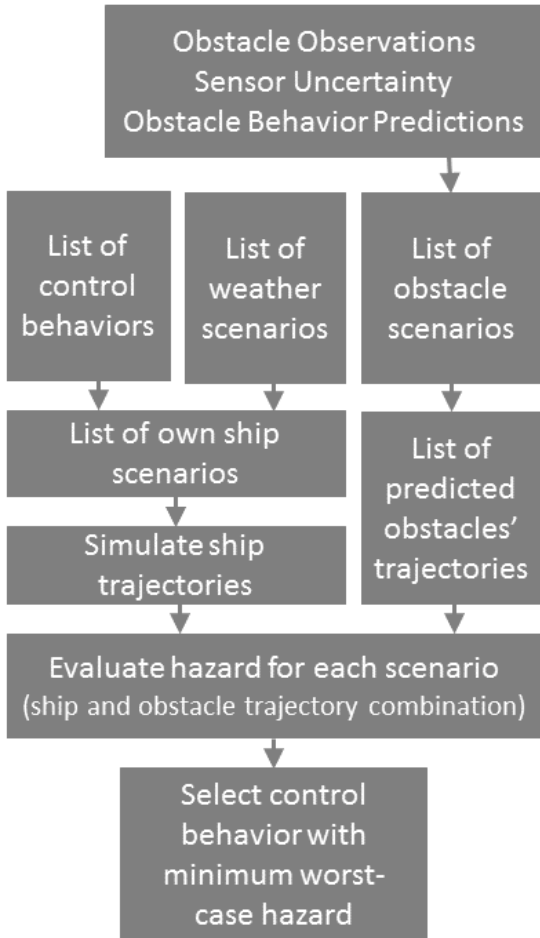 Obstacle Observations
Sensor Uncertainty
Obstacle Behavior Predictions
List of
control
behaviors
List of
weather
scenarios
List of
obstacle
scenarios
List of own ship
scenarios
List of
predicted
obstacles’
trajectories
Simulate ship
trajectories
Evaluate hazard for each scenario
(ship and obstacle trajectory combination)
Select control
behavior with
minimum worst-
case hazard